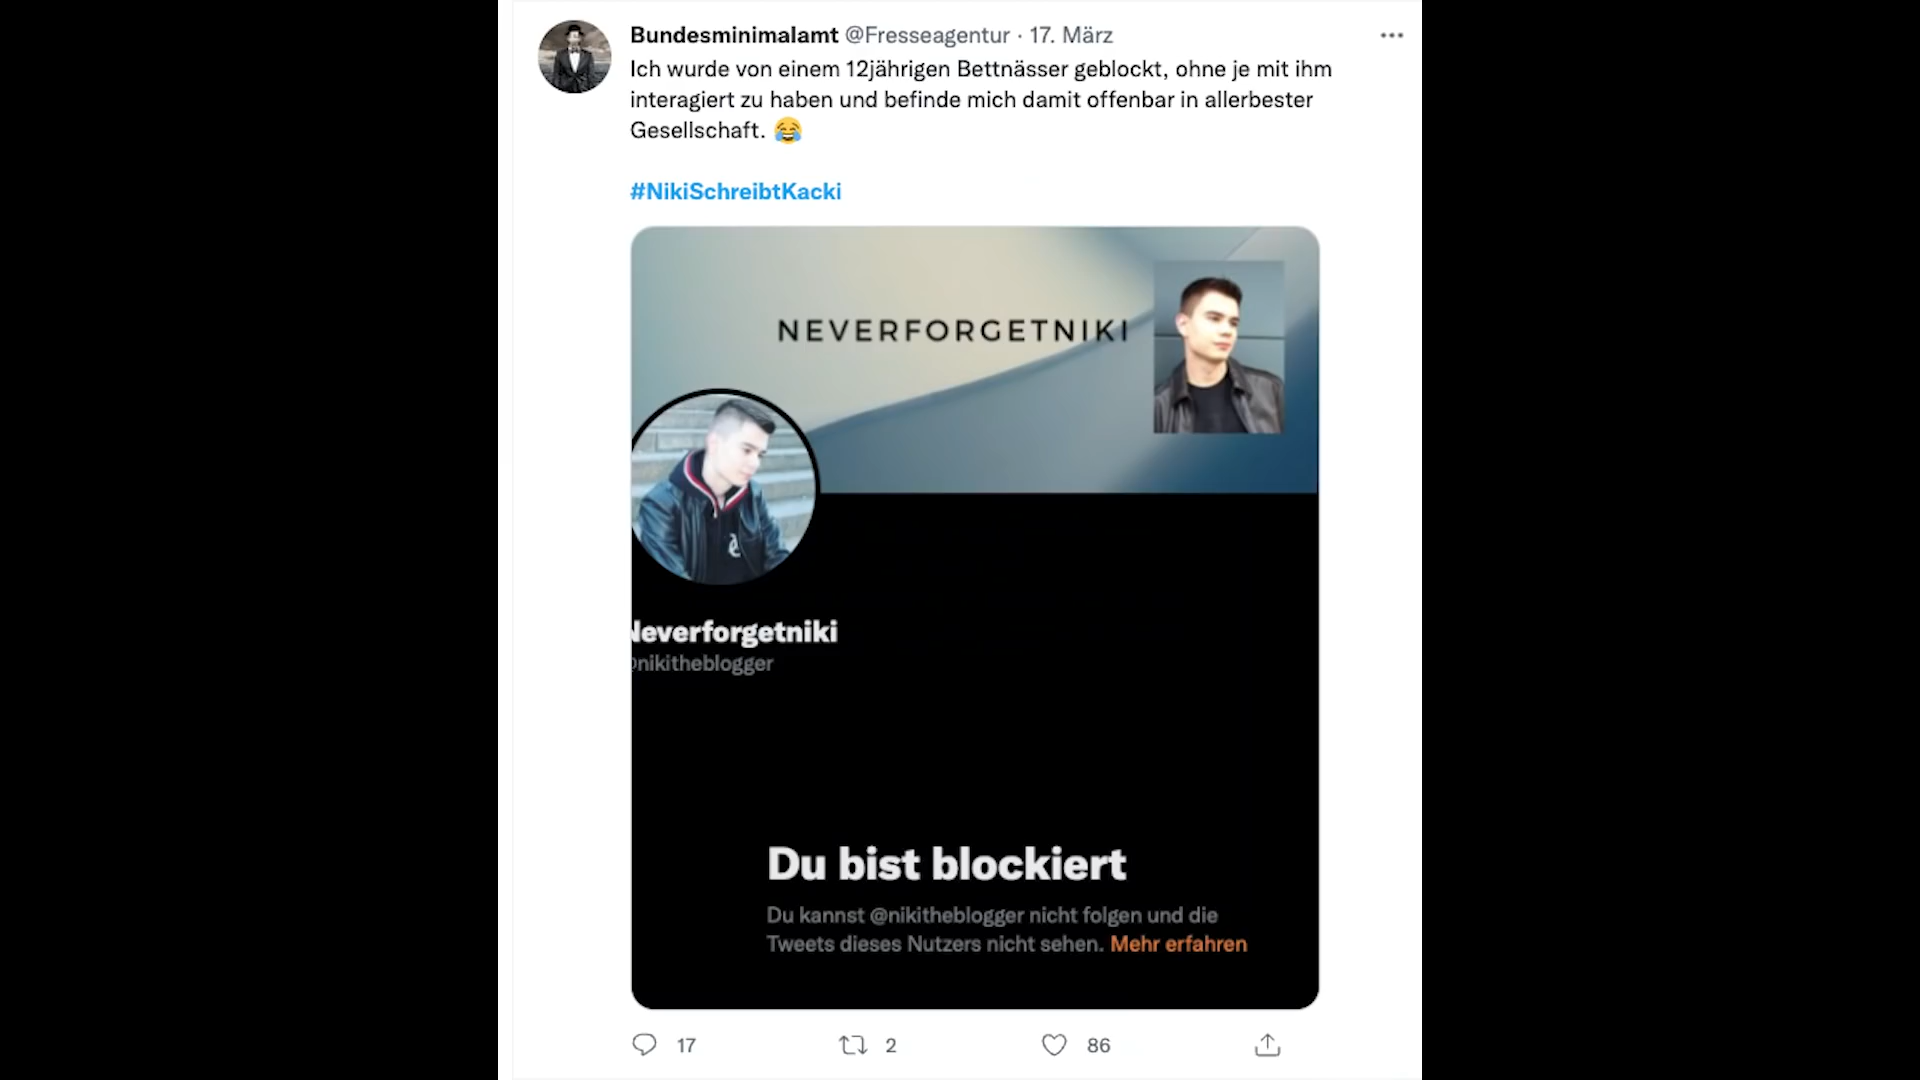 Bundesminimalamt @Fresseagentur · 17. März
Ich wurde von einem 12jährigen Bettnässer geblockt, ohne je mit ihm
interagiert zu haben und befinde mich damit offenbar in allerbester
Gesellschaft. 😂
#NikiSchreibtKacki
NEVERFORGETNIKI
Neverforgetniki
@nikitheblogger
Du bist blockiert
Du kannst @nikitheblogger nicht folgen und die
Tweets dieses Nutzers nicht sehen. Mehr erfahren
17 2 86